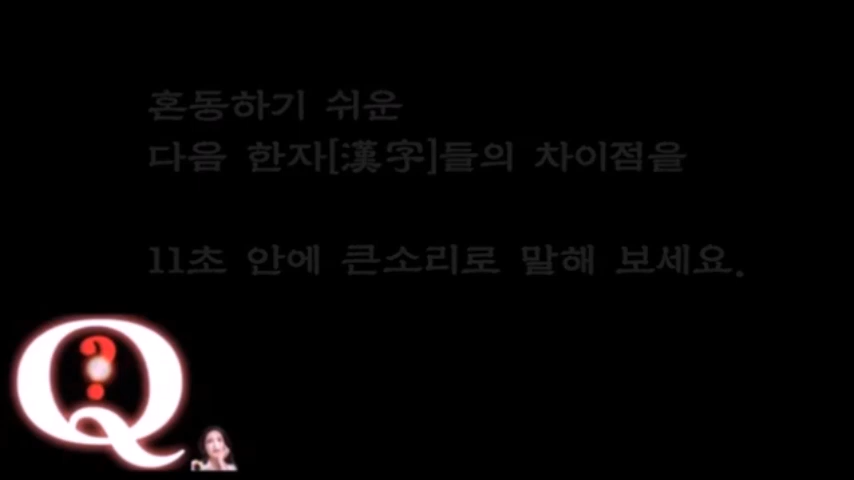 혼동하기 쉬운
다음 한자[漢字]들의 차이점을
11초 안에 큰소리로 말해 보세요.
Q
?